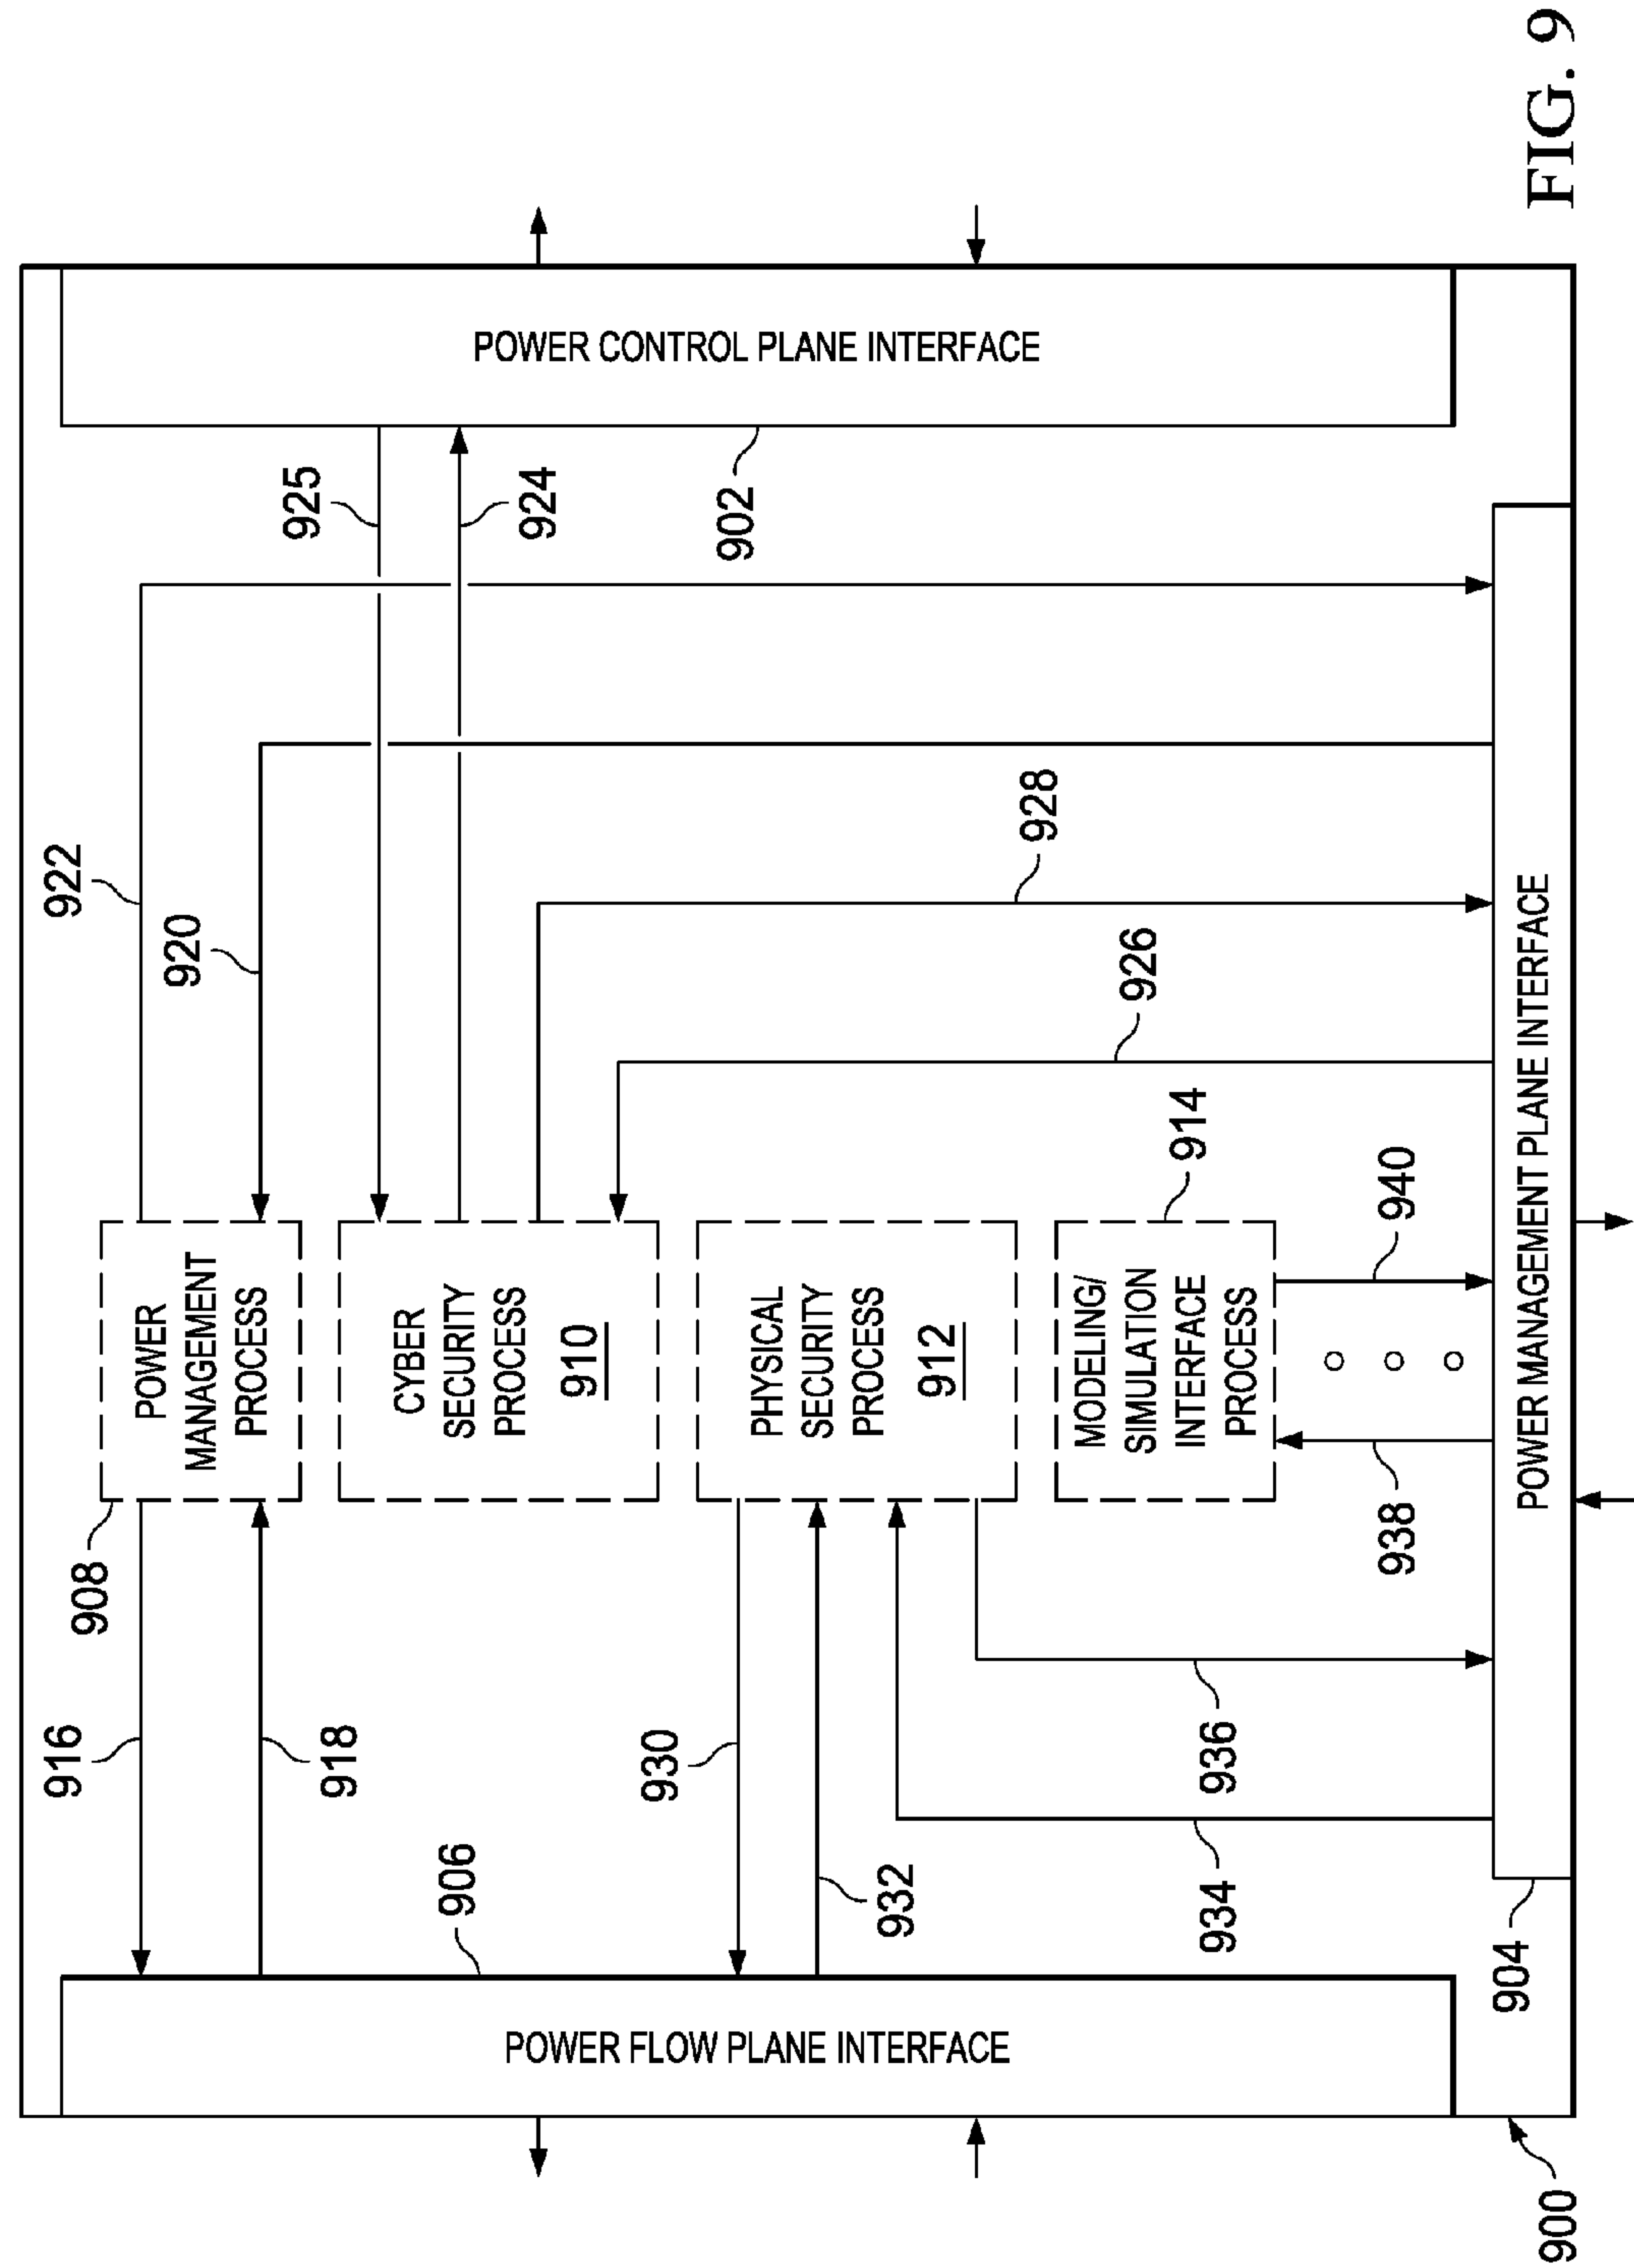 922
916
920
918
908
POWER
MANAGEMENT
PROCESS
925
924
CYBER
SECURITY
PROCESS
910
906
POWER FLOW PLANE INTERFACE
POWER CONTROL PLANE INTERFACE
902
930
932
PHYSICAL
SECURITY
PROCESS
912
928
926
914
MODELING/
SIMULATION
INTERFACE
PROCESS
934
936
938
940
904
POWER MANAGEMENT PLANE INTERFACE
900
FIG. 9